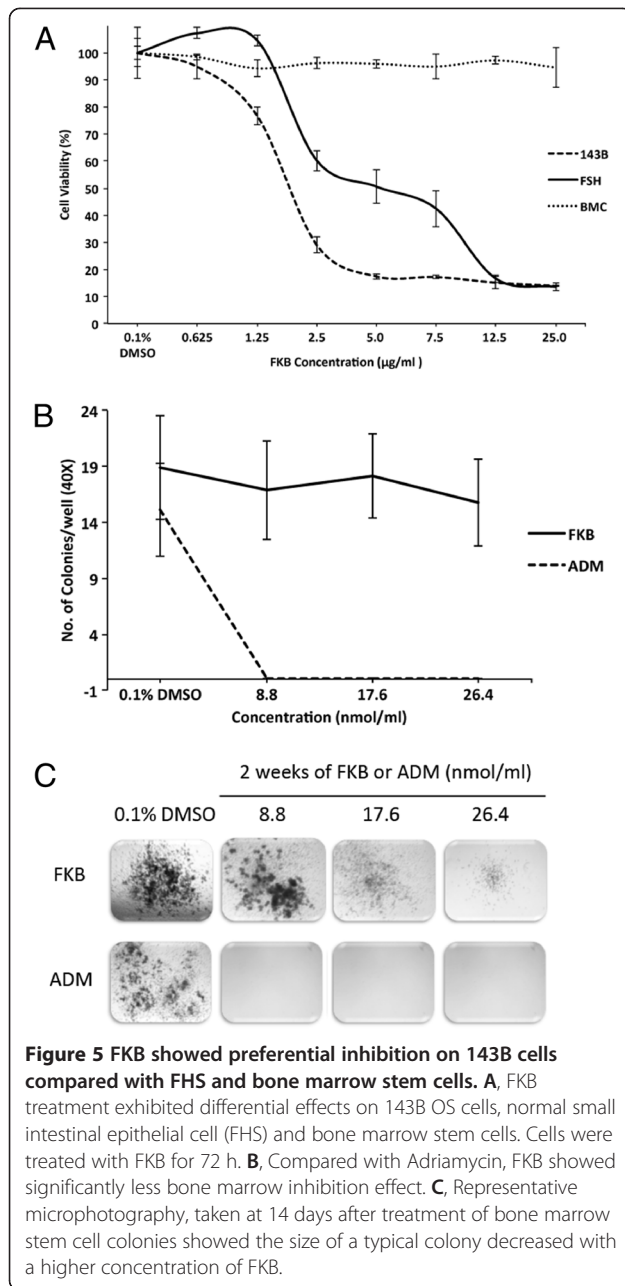 A
Cell Viability (%)
100
90
80
70
60
50
40
30
20
10
0
0.1%
DMSO
0.625
1.25
2.5
5.0
7.5
12.5
25.0
FKB Concentration (µg/ml )
143B
FSH
BMC
B
No. of Colonies/well (40X)
24
19
14
9
4
-1
0.1% DMSO
8.8
17.6
26.4
Concentration (nmol/ml)
FKB
ADM
C
2 weeks of FKB or ADM (nmol/ml)
0.1% DMSO 8.8 17.6 26.4
FKB
ADM
Figure 5 FKB showed preferential inhibition on 143B cells
compared with FHS and bone marrow stem cells. A, FKB
treatment exhibited differential effects on 143B OS cells, normal small
intestinal epithelial cell (FHS) and bone marrow stem cells. Cells were
treated with FKB for 72 h. B, Compared with Adriamycin, FKB showed
significantly less bone marrow inhibition effect. C, Representative
microphotography, taken at 14 days after treatment of bone marrow
stem cell colonies showed the size of a typical colony decreased with
a higher concentration of FKB.